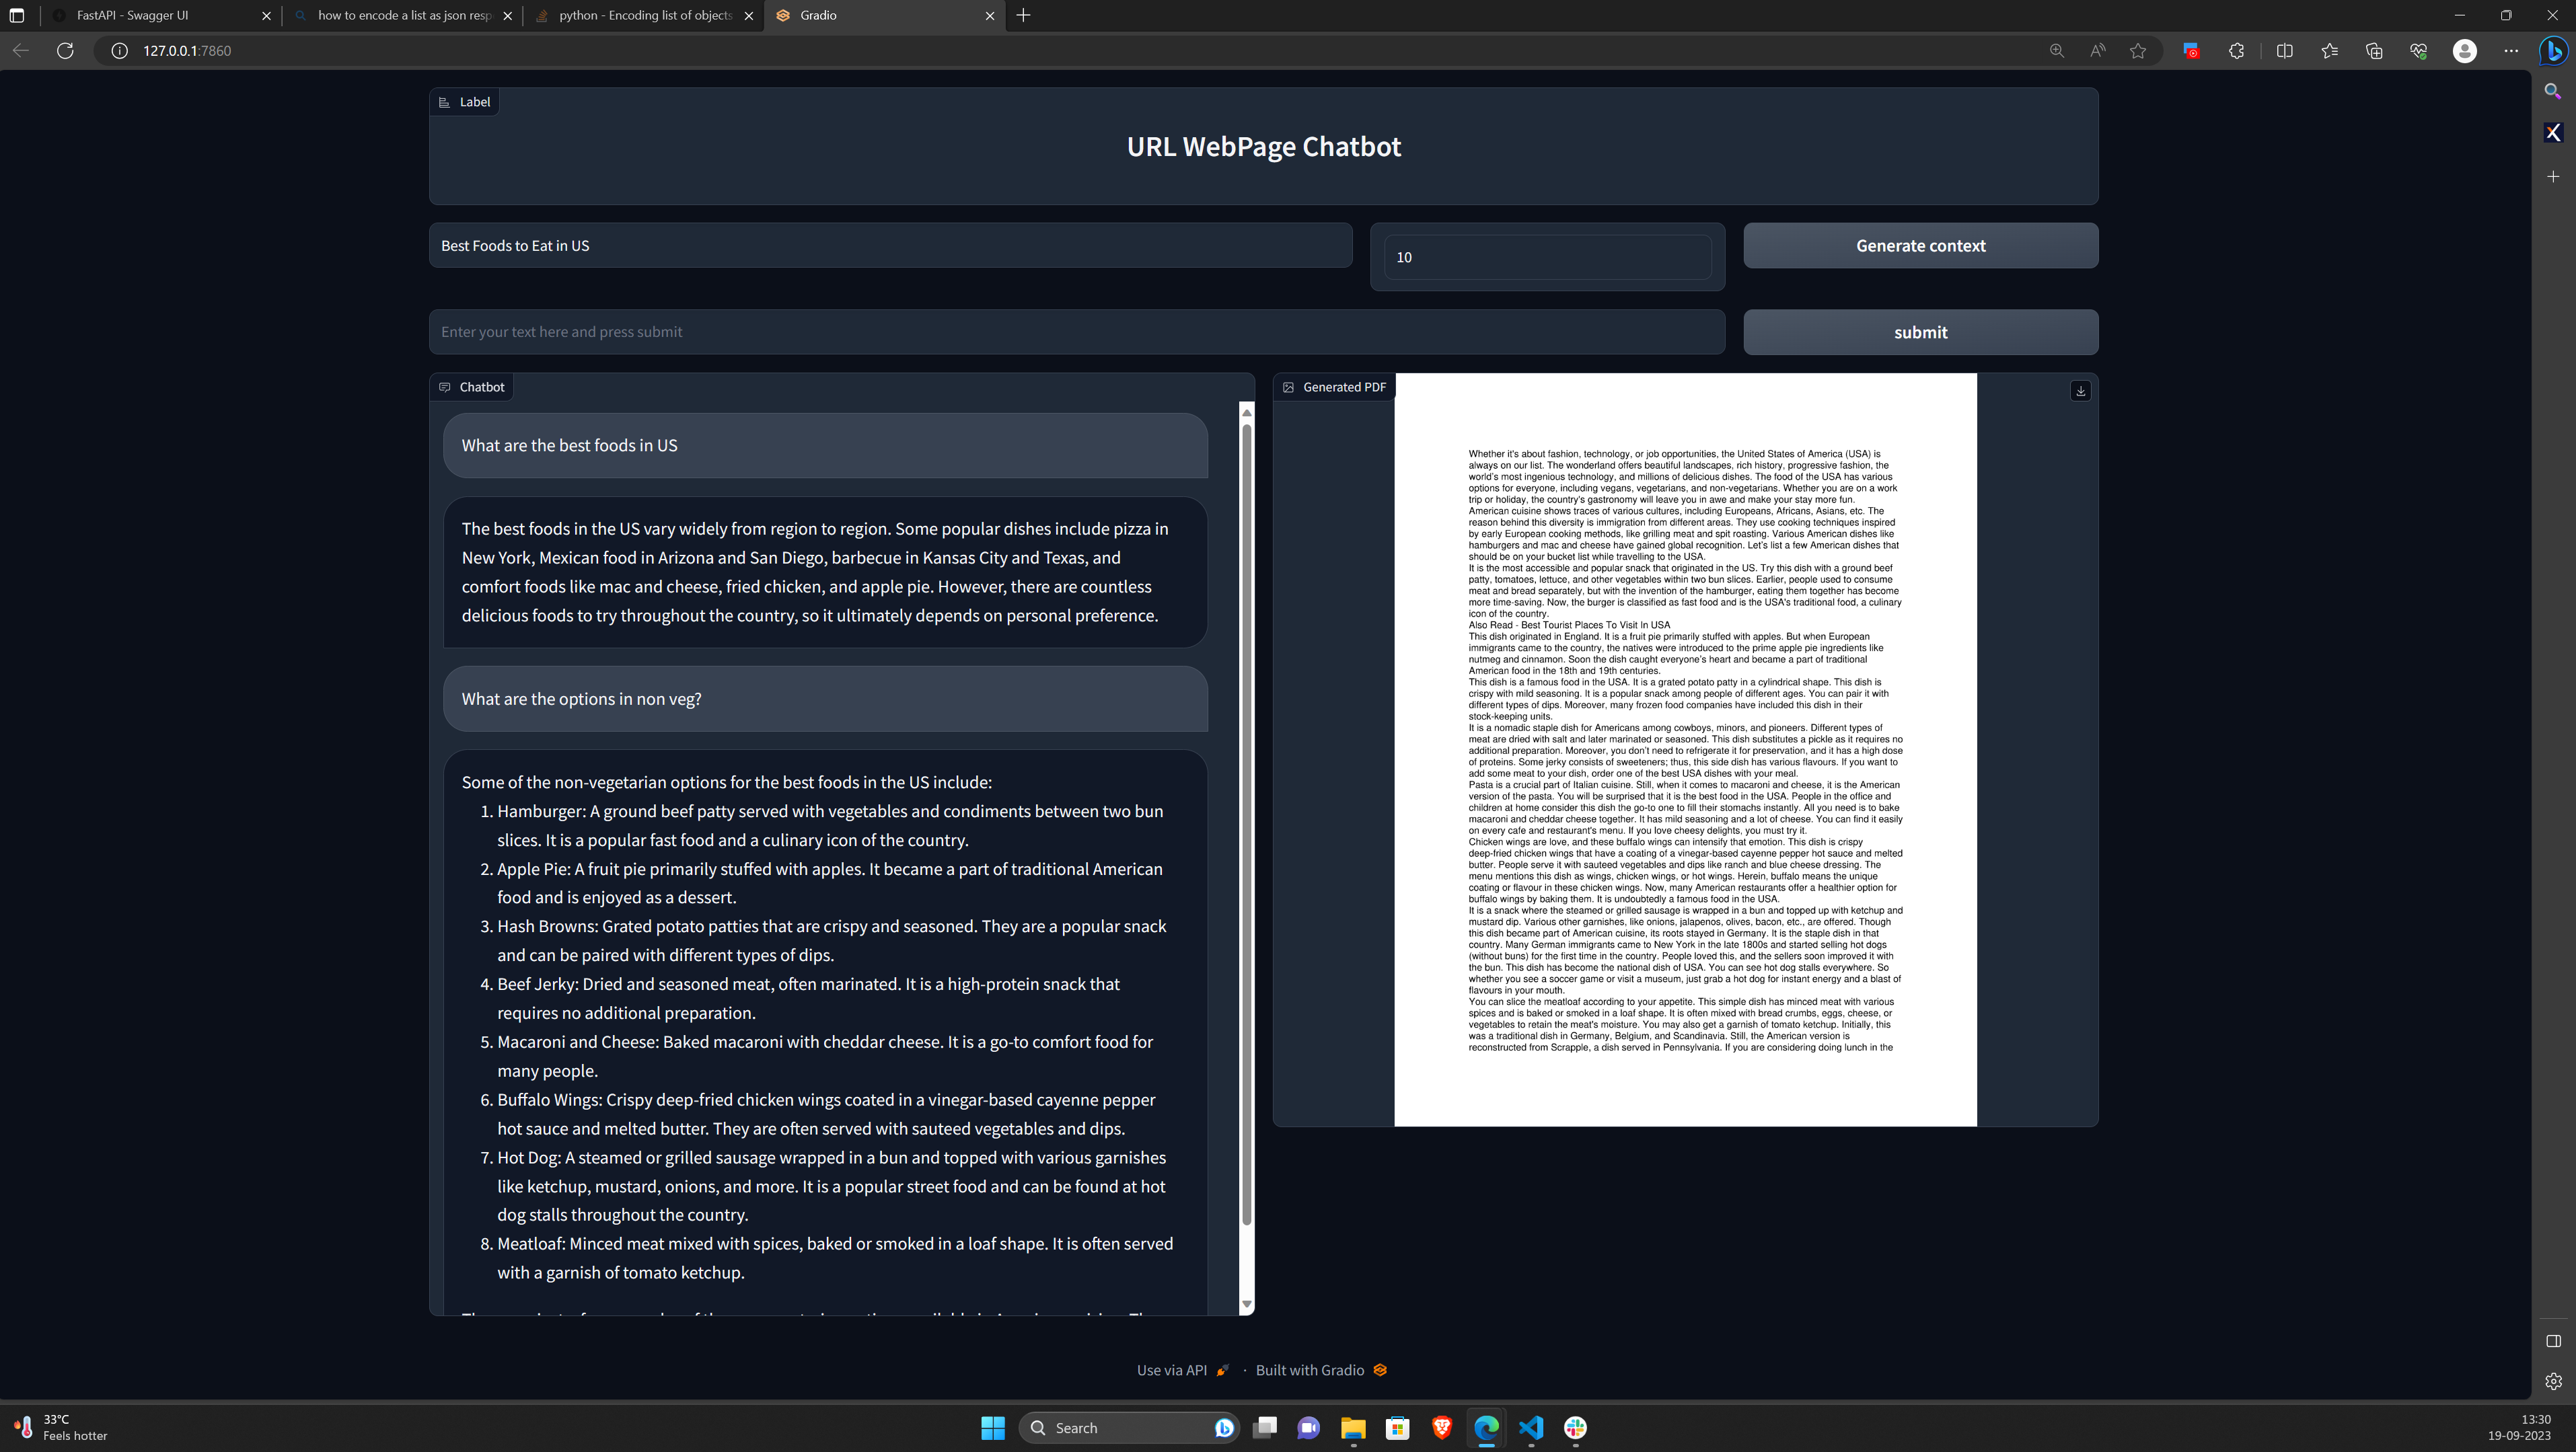 FastAPI - Swagger UI
how to encode a list as json resp
python - Encoding list of objects
Gradio
127.0.0.1:7860
Label
URL WebPage Chatbot
Best Foods to Eat in US
10
Generate context
Enter your text here and press submit
submit
Chatbot
What are the best foods in US
The best foods in the US vary widely from region to region. Some popular dishes include pizza in
New York, Mexican food in Arizona and San Diego, barbecue in Kansas City and Texas, and
comfort foods like mac and cheese, fried chicken, and apple pie. However, there are countless
delicious foods to try throughout the country, so it ultimately depends on personal preference.
What are the options in non veg?
Some of the non-vegetarian options for the best foods in the US include:
1. Hamburger: A ground beef patty served with vegetables and condiments between two bun
slices. It is a popular fast food and a culinary icon of the country.
2. Apple Pie: A fruit pie primarily stuffed with apples. It became a part of traditional American
food and is enjoyed as a dessert.
3. Hash Browns: Grated potato patties that are crispy and seasoned. They are a popular snack
and can be paired with different types of dips.
4. Beef Jerky: Dried and seasoned meat, often marinated. It is a high-protein snack that
requires no additional preparation.
5. Macaroni and Cheese: Baked macaroni with cheddar cheese. It is a go-to comfort food for
many people.
6. Buffalo Wings: Crispy deep-fried chicken wings coated in a vinegar-based cayenne pepper
hot sauce and melted butter. They are often served with sauteed vegetables and dips.
7. Hot Dog: A steamed or grilled sausage wrapped in a bun and topped with various garnishes
like ketchup, mustard, onions, and more. It is a popular street food and can be found at hot
dog stalls throughout the country.
8. Meatloaf: Minced meat mixed with spices, baked or smoked in a loaf shape. It is often served
with a garnish of tomato ketchup.
Generated PDF
Whether it's about fashion, technology, or job opportunities, the United States of America (USA) is
always on our list. The wonderland offers beautiful landscapes, rich history, progressive fashion, the
world's most ingenious technology, and millions of delicious dishes. The food of the USA has various
options for everyone, including vegans, vegetarians, and non-vegetarians. Whether you are on a work
trip or holiday, the country's gastronomy will leave you in awe and make your stay more fun.
American cuisine shows traces of various cultures, including Europeans, Africans, Asians, etc. The
reason behind this diversity is immigration from different areas. They use cooking techniques inspired
by early European cooking methods, like grilling meat and spit roasting. Various American dishes like
hamburgers and mac and cheese have gained global recognition. Let's list a few American dishes that
should be on your bucket list while travelling to the USA.
It is the most accessible and popular snack that originated in the US. Try this dish with a ground beef
patty, tomatoes, lettuce, and other vegetables within two bun slices. Earlier, people used to consume
meat and bread separately, but with the invention of the hamburger, eating them together has become
more time-saving. Now, the burger is classified as fast food and is the USA's traditional food, a culinary
icon of the country.
Also Read - Best Tourist Places To Visit In USA
This dish originated in England. It is a fruit pie primarily stuffed with apples. But when European
immigrants came to the country, the natives were introduced to the prime apple pie ingredients like
nutmeg and cinnamon. Soon the dish caught everyone's heart and became a part of traditional
American food in the 18th and 19th centuries.
This dish is a famous food in the USA. It is a grated potato patty in a cylindrical shape. This dish is
crispy with mild seasoning. It is a popular snack among people of different ages. You can pair it with
different types of dips. Moreover, many frozen food companies have included this dish in their
stock-keeping units.
It is a nomadic staple dish for Americans among cowboys, minors, and pioneers. Different types of
meat are dried with salt and later marinated or seasoned. This dish substitutes a pickle as it requires no
additional preparation. Moreover, you don't need to refrigerate it for preservation, and it has a high dose
of proteins. Some jerky consists of sweeteners; thus, this side dish has various flavours. If you want to
add some meat to your dish, order one of the best USA dishes with your meal.
Pasta is a crucial part of Italian cuisine. Still, when it comes to macaroni and cheese, it is the American
version of the pasta. You will be surprised that it is the best food in the USA. People in the office and
children at home consider this dish the go-to one to fill their stomachs instantly. All you need is to bake
macaroni and cheddar cheese together. It has mild seasoning and a lot of cheese. You can find it easily
on every cafe and restaurant's menu. If you love cheesy delights, you must try it.
Chicken wings are love, and these buffalo wings can intensify that emotion. This dish is crispy
deep-fried chicken wings that have a coating of a vinegar-based cayenne pepper hot sauce and melted
butter. People serve it with sauteed vegetables and dips like ranch and blue cheese dressing. The
menu mentions this dish as wings, chicken wings, or hot wings. Herein, buffalo means the unique
coating or flavour in these chicken wings. Now, many American restaurants offer a healthier option for
buffalo wings by baking them. It is undoubtedly a famous food in the USA.
It is a snack where the steamed or grilled sausage is wrapped in a bun and topped up with ketchup and
mustard dip. Various other garnishes, like onions, jalapenos, olives, bacon, etc., are offered. Though
this dish became part of American cuisine, its roots stayed in Germany. It is the staple dish in that
country. Many German immigrants came to New York in the late 1800s and started selling hot dogs
(without buns) for the first time in the country. People loved this, and the sellers soon improved it with
the bun. This dish has become the national dish of USA. You can see hot dog stalls everywhere. So
whether you see a soccer game or visit a museum, just grab a hot dog for instant energy and a blast of
flavours in your mouth.
You can slice the meatloaf according to your appetite. This simple dish has minced meat with various
spices and is baked or smoked in a loaf shape. It is often mixed with bread crumbs, eggs, cheese, or
vegetables to retain the meat's moisture. You may also get a garnish of tomato ketchup. Initially, this
was a traditional dish in Germany, Belgium, and Scandinavia. Still, the American version is
reconstructed from Scrapple, a dish served in Pennsylvania. If you are considering doing lunch in the
Use via API · Built with Gradio
33°C
Feels hotter
Search
13:30
19-09-2023